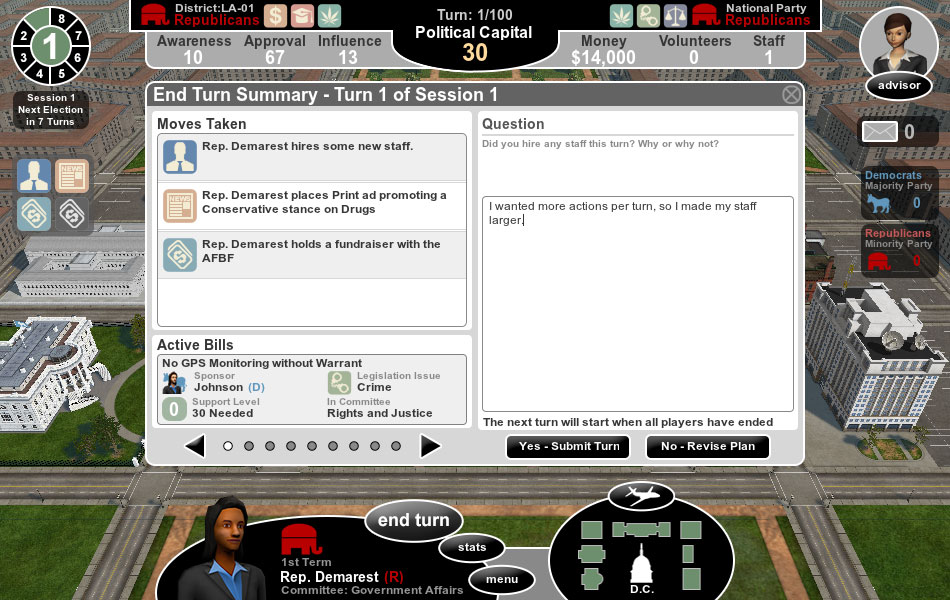 District:LA-01
Republicans
Turn: 1/100
Political Capital
30
National Party
Republicans
Awareness
10
Approval
67
Influence
13
Money
$14,000
Volunteers
0
Staff
1
8
7
6
5
4
3
2
1
Session 1
Next Election
in 7 Turns
advisor
0
Democrats
Majority Party
0
Republicans
Minority Party
0
NEWS
End Turn Summary - Turn 1 of Session 1
Moves Taken
Rep. Demarest hires some new staff.
NEWS
Rep. Demarest places Print ad promoting a
Conservative stance on Drugs
Rep. Demarest holds a fundraiser with the
AFBF
Active Bills
No GPS Monitoring without Warrant
Sponsor
Johnson (D)
Legislation Issue
Crime
0
Support Level
30 Needed
In Committee
Rights and Justice
Question
Did you hire any staff this turn? Why or why not?
I wanted more actions per turn, so I made my staff
larger.
The next turn will start when all players have ended
Yes - Submit Turn
No - Revise Plan
end turn
stats
menu
1st Term
Rep. Demarest (R)
Committee: Government Affairs
D.C.